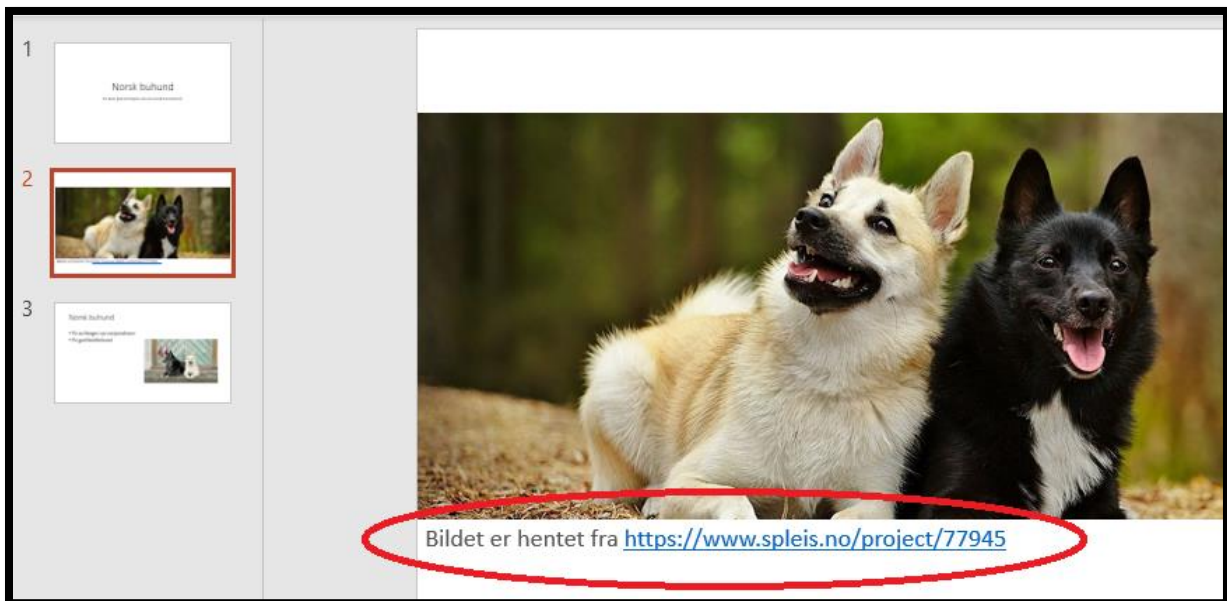 1
Norsk buhund
2
3
Norsk buhund
Bildet er hentet fra https://www.spleis.no/project/77945